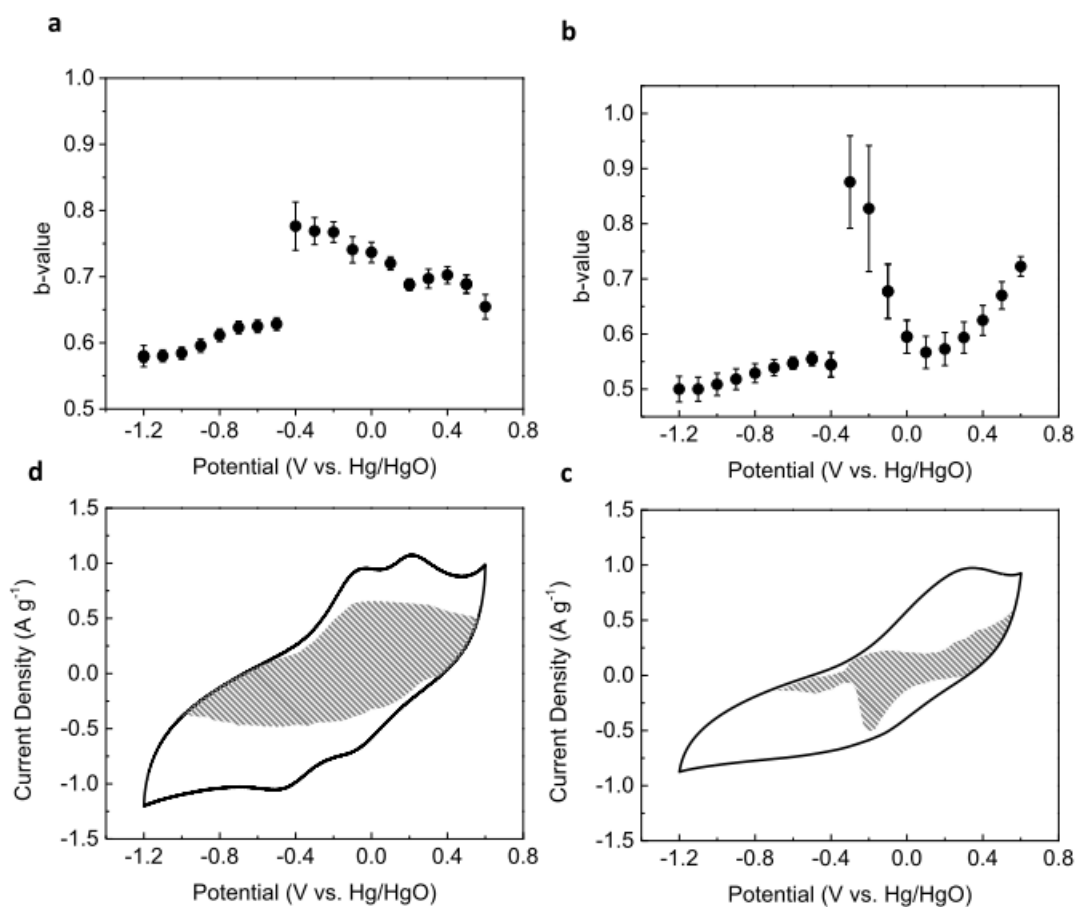 a
1.0
0.9
0.8
0.7
0.6
0.5
b-value
-1.2 -0.8 -0.4 0.0 0.4 0.8
Potential (V vs. Hg/HgO)
b
1.0
0.9
0.8
0.7
0.6
0.5
b-value
-1.2 -0.8 -0.4 0.0 0.4 0.8
Potential (V vs. Hg/HgO)
d
1.5
1.0
0.5
0.0
-0.5
-1.0
-1.5
Current Density (A g⁻¹)
-1.2 -0.8 -0.4 0.0 0.4 0.8
Potential (V vs. Hg/HgO)
c
1.5
1.0
0.5
0.0
-0.5
-1.0
-1.5
Current Density (A g⁻¹)
-1.2 -0.8 -0.4 0.0 0.4 0.8
Potential (V vs. Hg/HgO)